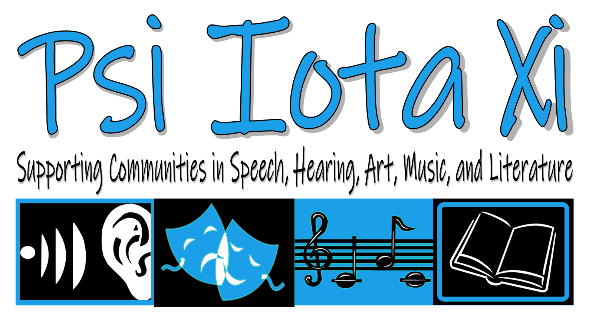 Psi Iota Xi
Supporting Communities in Speech, Hearing, Art, Music, and Literature